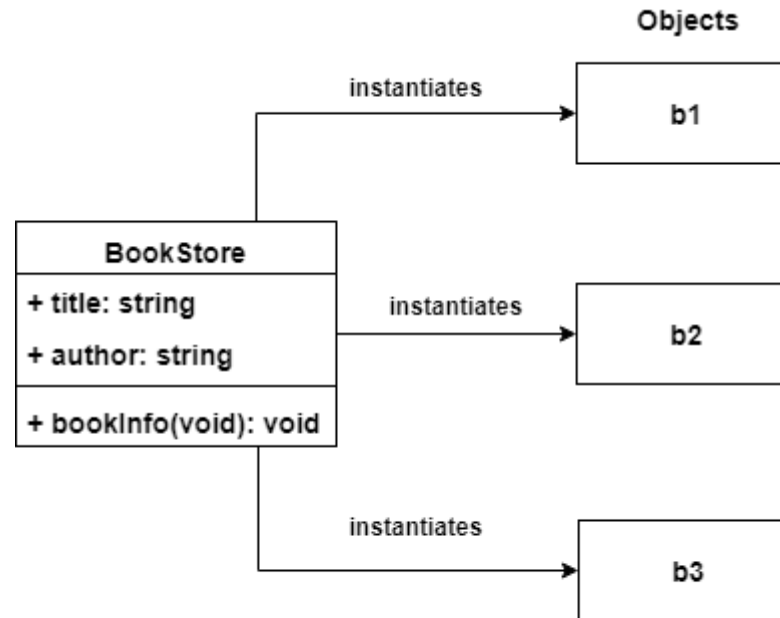 Objects
instantiates
b1
BookStore
+ title: string
+ author: string
+ bookInfo(void): void
instantiates
b2
instantiates
b3